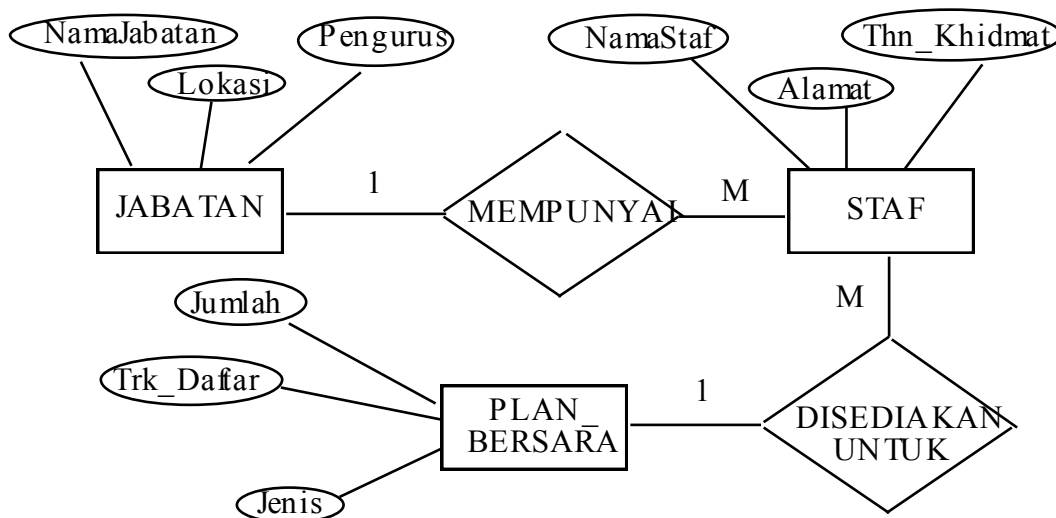 NamaJabatan
Pengurus
NamaStaf
Thn_Khidmat
Lokasi
Alamat
JABATAN
1
MEMPUNYAI
M
STAF
Jumlah
M
Trk_Daftar
PLAN_
BERSARA
1
DISEDIAKAN
UNTUK
Jenis